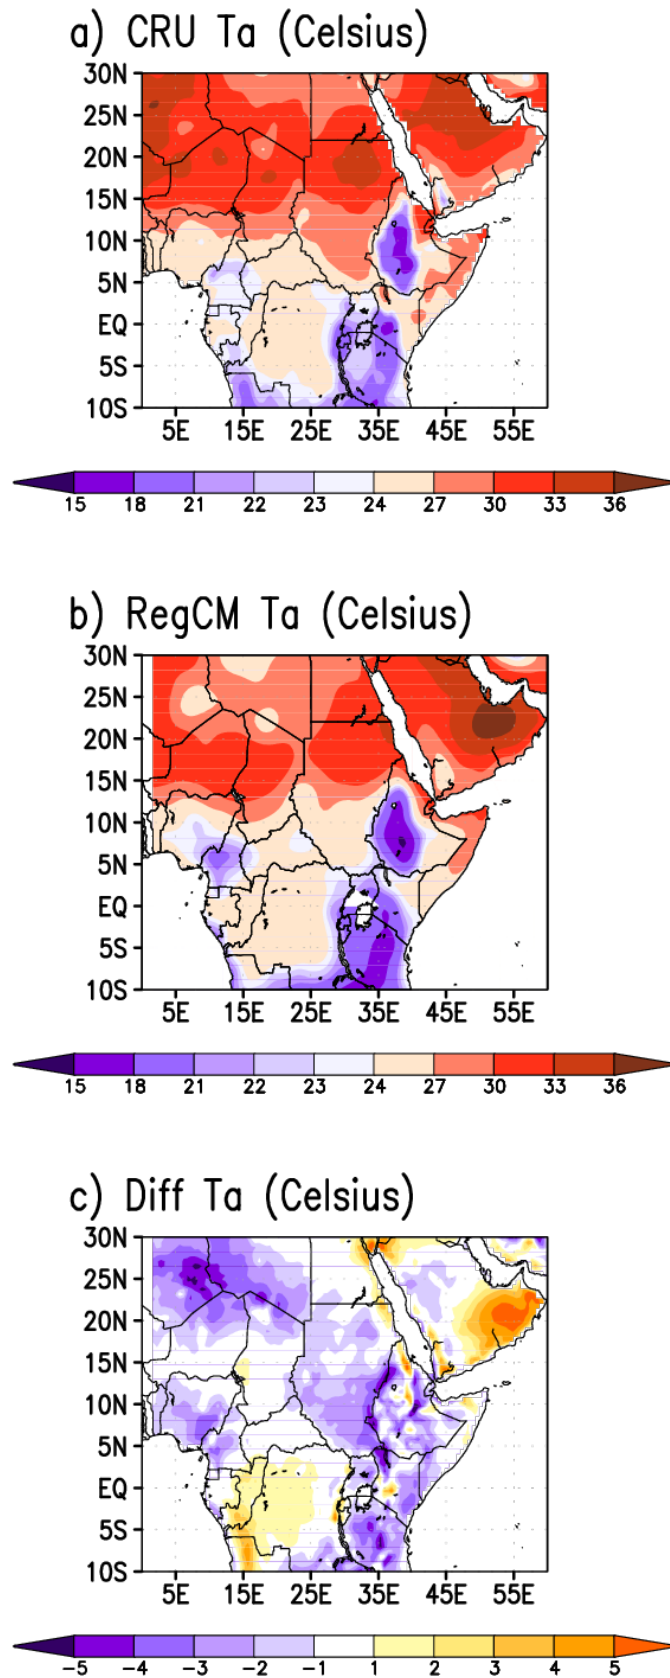 a) CRU Ta (Celsius)
30N
25N
20N
15N
10N
5N
EQ
5S
10S
5E 15E 25E 35E 45E 55E
15 18 21 22 23 24 27 30 33 36
b) RegCM Ta (Celsius)
30N
25N
20N
15N
10N
5N
EQ
5S
10S
5E 15E 25E 35E 45E 55E
15 18 21 22 23 24 27 30 33 36
c) Diff Ta (Celsius)
30N
25N
20N
15N
10N
5N
EQ
5S
10S
5E 15E 25E 35E 45E 55E
-5 -4 -3 -2 -1 1 2 3 4 5